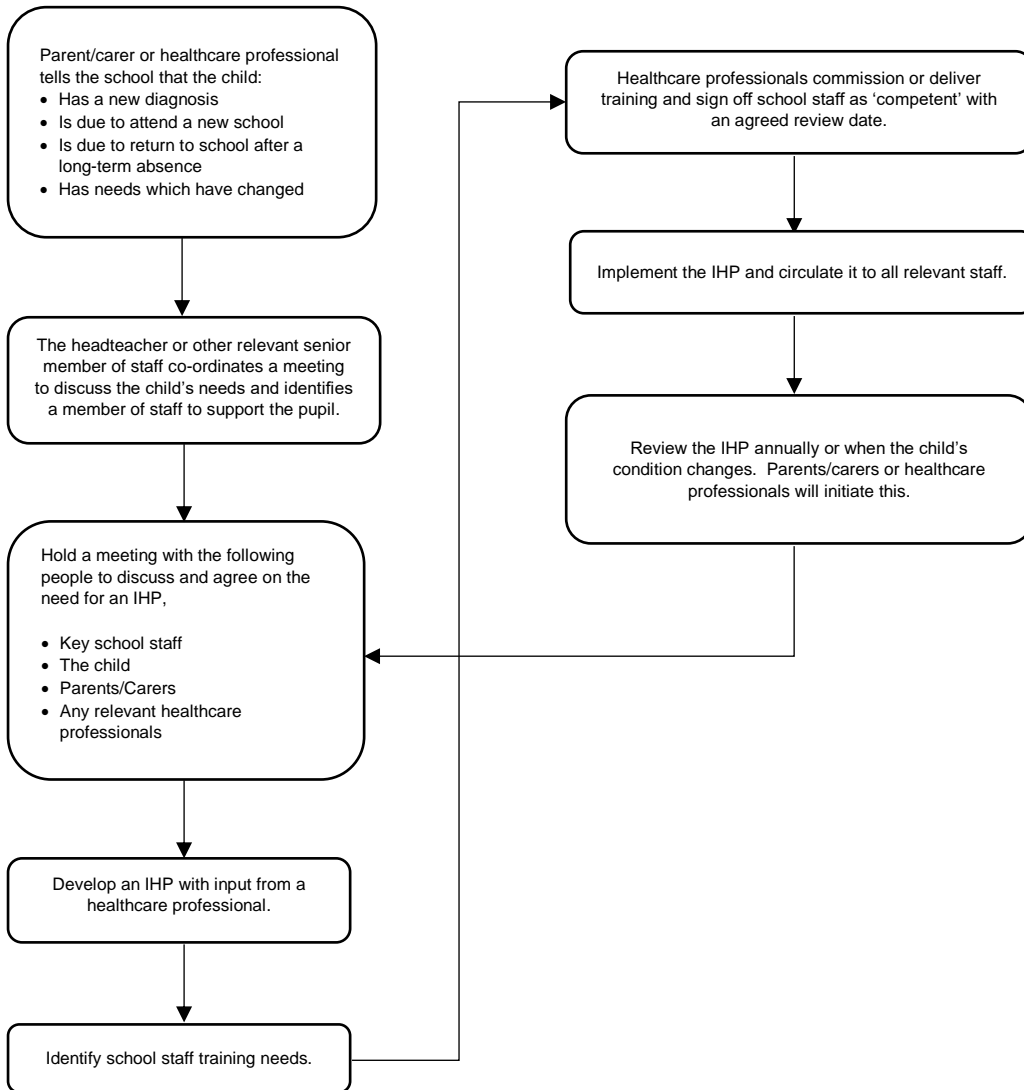 Parent/carer or healthcare professional
tells the school that the child:
• Has a new diagnosis
• Is due to attend a new school
• Is due to return to school after a
long-term absence
• Has needs which have changed
The headteacher or other relevant senior
member of staff co-ordinates a meeting
to discuss the child’s needs and identifies
a member of staff to support the pupil.
Hold a meeting with the following
people to discuss and agree on the
need for an IHP,
• Key school staff
• The child
• Parents/Carers
• Any relevant healthcare
professionals
Develop an IHP with input from a
healthcare professional.
Identify school staff training needs.
Healthcare professionals commission or deliver
training and sign off school staff as ‘competent’ with
an agreed review date.
Implement the IHP and circulate it to all relevant staff.
Review the IHP annually or when the child’s
condition changes.  Parents/carers or healthcare
professionals will initiate this.